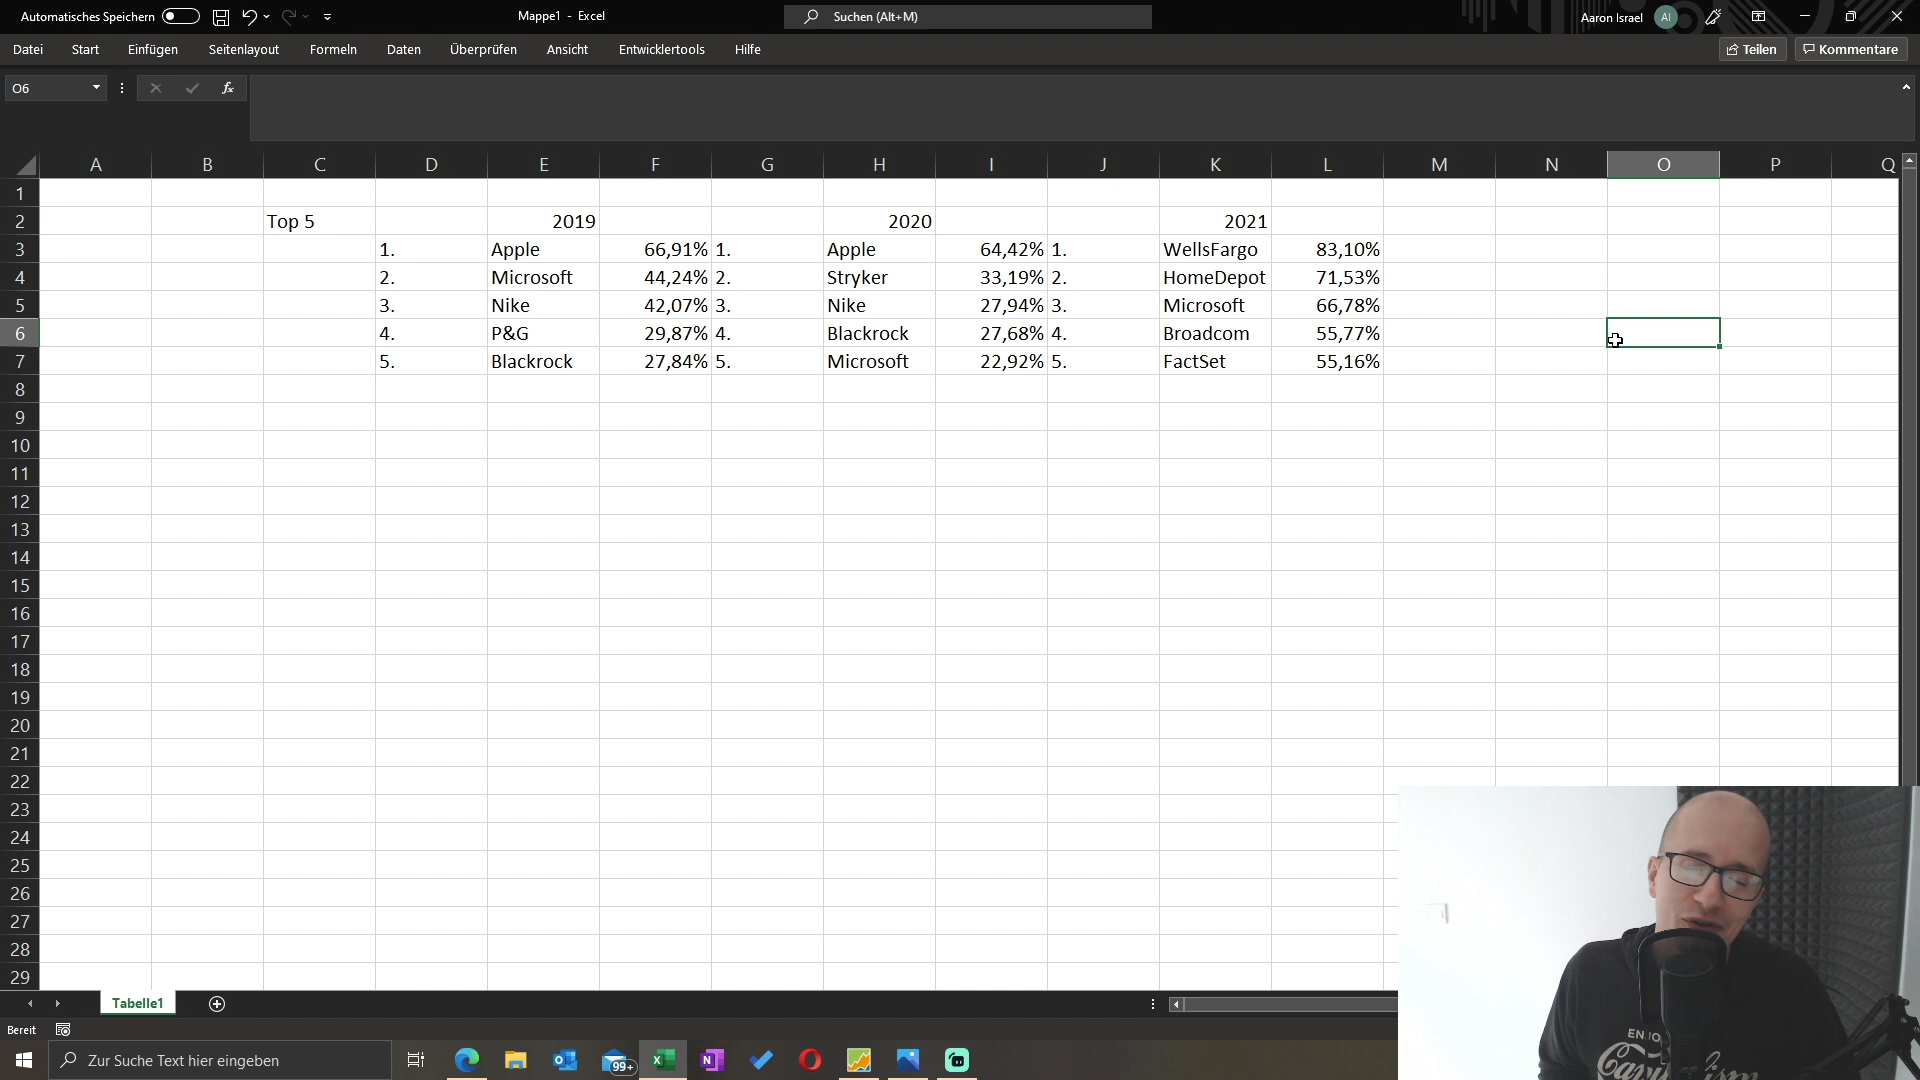 Automatisches Speichern
Mappe1 - Excel
Suchen (Alt+M)
Aaron Israel AI
Datei Start Einfügen Seitenlayout Formeln Daten Überprüfen Ansicht Entwicklertools Hilfe Teilen Kommentare
O6 fx
A B C D E F G H I J K L M N O P Q
1
2 Top 5 2019 2020 2021
3 1. Apple 66,91% 1. Apple 64,42% 1. WellsFargo 83,10%
4 2. Microsoft 44,24% 2. Stryker 33,19% 2. HomeDepot 71,53%
5 3. Nike 42,07% 3. Nike 27,94% 3. Microsoft 66,78%
6 4. P&G 29,87% 4. Blackrock 27,68% 4. Broadcom 55,77%
7 5. Blackrock 27,84% 5. Microsoft 22,92% 5. FactSet 55,16%
8
9
10
11
12
13
14
15
16
17
18
19
20
21
22
23
24
25
26
27
28
29
Tabelle1
Bereit
Zur Suche Text hier eingeben
99+
ENJO